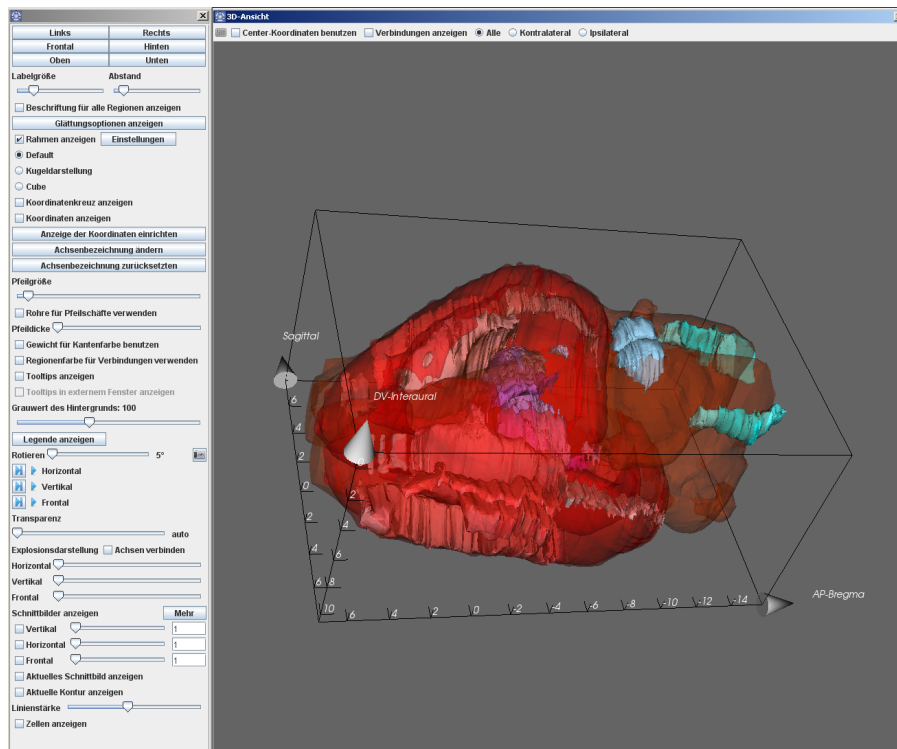 3D-Ansicht
Links Rechts
Frontal Hinten
Oben Unten
Labelgröße Abstand
Beschriftung für alle Regionen anzeigen
Glättungsoptionen anzeigen
Rahmen anzeigen Einstellungen
Default
Kugeldarstellung
Cube
Koordinatenkreuz anzeigen
Koordinaten anzeigen
Anzeige der Koordinaten einrichten
Achsenbezeichnung ändern
Achsenbezeichnung zurücksetzten
Pfeilgröße
Rohre für Pfeilschäfte verwenden
Pfeildicke
Gewicht für Kantenfarbe benutzen
Regionenfarbe für Verbindungen verwenden
Tooltips anzeigen
Tooltips in externem Fenster anzeigen
Grauwert des Hintergrunds: 100
Legende anzeigen
Rotieren 5°
Horizontal
Vertikal
Frontal
Transparenz
auto
Explosionsdarstellung Achsen verbinden
Horizontal
Vertikal
Frontal
Schnittbilder anzeigen Mehr
Vertikal 1
Horizontal 1
Frontal 1
Aktuelles Schnittbild anzeigen
Aktuelle Kontur anzeigen
Linienstärke
Zellen anzeigen
Center-Koordinaten benutzen Verbindungen anzeigen Alle Kontralateral Ipsilateral
Sagittal
DV-Interaural
6
4
2
0
2
4
6
8
2
4
6
8
10
6 4 2 0 -2 -4 -6 -8 -10 -12 -14
AP-Bregma